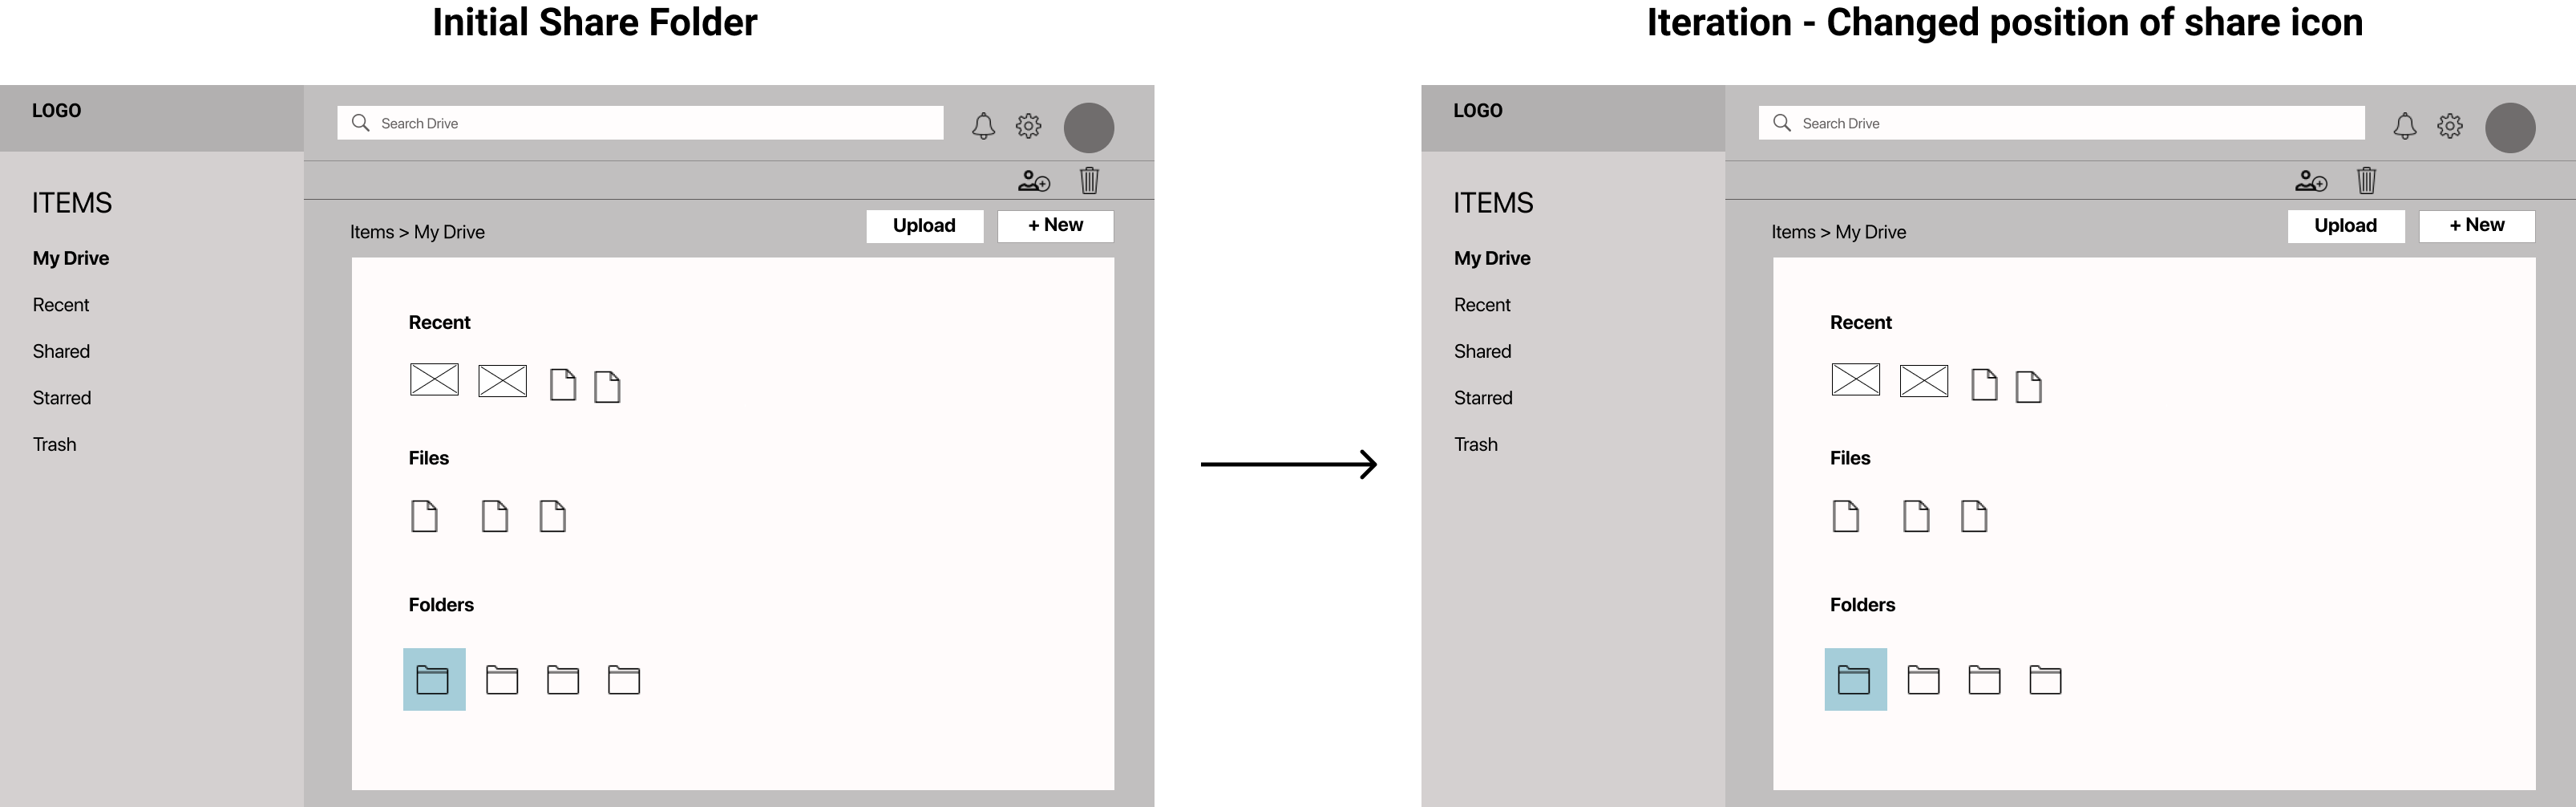 Initial Share Folder
LOGO
Search Drive
ITEMS
My Drive
Recent
Shared
Starred
Trash
Items > My Drive
Upload
+ New
Recent
Files
Folders
Iteration - Changed position of share icon
LOGO
Search Drive
ITEMS
My Drive
Recent
Shared
Starred
Trash
Items > My Drive
Upload
+ New
Recent
Files
Folders